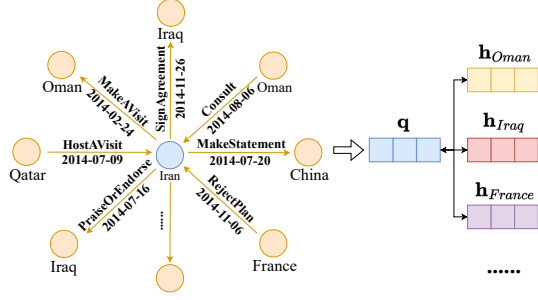 Iraq
Oman
MakeAVisit
2014-02-24
SignAgreement
2014-11-26
Consult
2014-08-06
Oman
HostAVisit
2014-07-09
Qatar
Iran
MakeStatement
2014-07-20
China
PraiseOrEndorse
2014-07-16
Iraq
......
RejectPlan
2014-11-06
France
q
h_Oman
h_Iraq
h_France
......